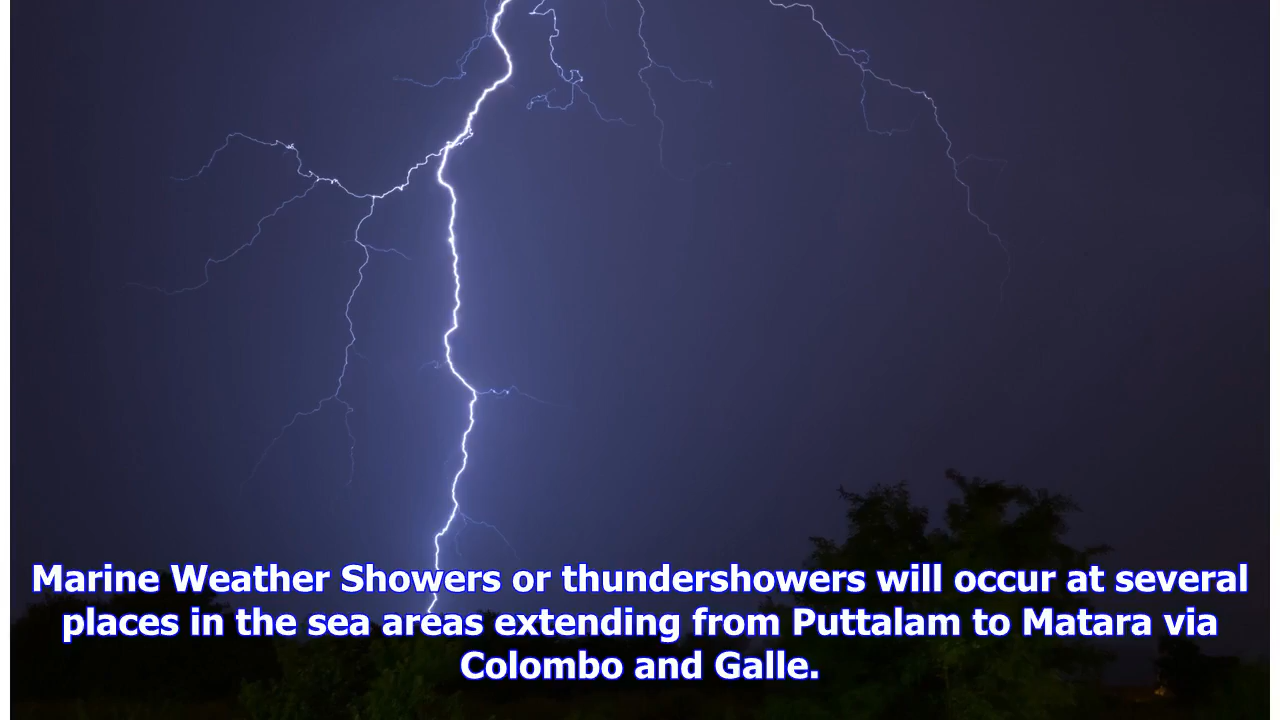 Marine Weather Showers or thundershowers will occur at several
places in the sea areas extending from Puttalam to Matara via
Colombo and Galle.